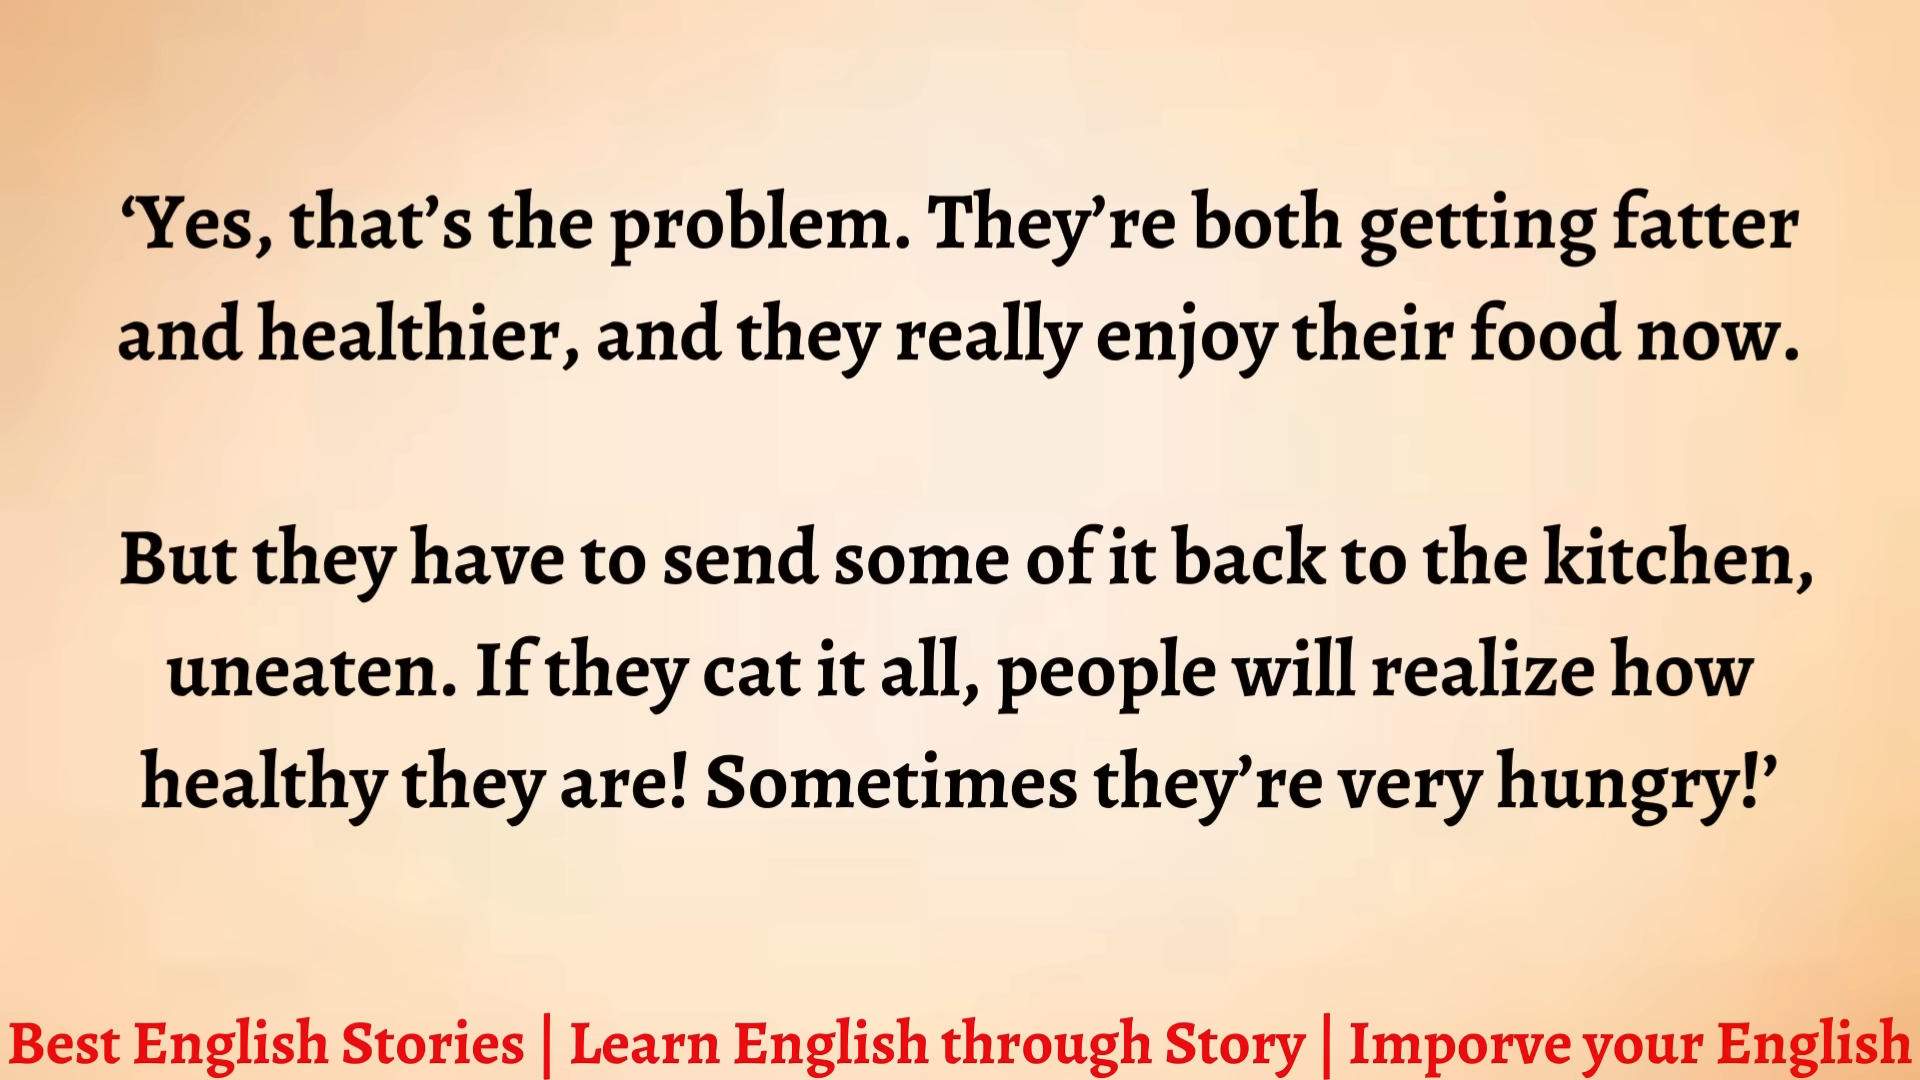 ‘Yes, that’s the problem. They’re both getting fatter
and healthier, and they really enjoy their food now.
But they have to send some of it back to the kitchen,
uneaten. If they cat it all, people will realize how
healthy they are! Sometimes they’re very hungry!’
Best English Stories | Learn English through Story | Imporve your English